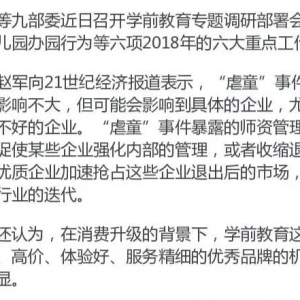 等九部委近日召开学前教育专题调研部署会
儿园办园行为等六项2018年的六大重点工作
赵军向21世纪经济报道表示，“虐童”事件
影响不大，但可能会影响到具体的企业，尤
不好的企业。“虐童”事件暴露的师资管理
促使某些企业强化内部的管理，或者收缩退
优质企业加速抢占这些企业退出后的市场，
行业的迭代。
还认为，在消费升级的背景下，学前教育这
、高价、体验好、服务精细的优秀品牌的机
显。